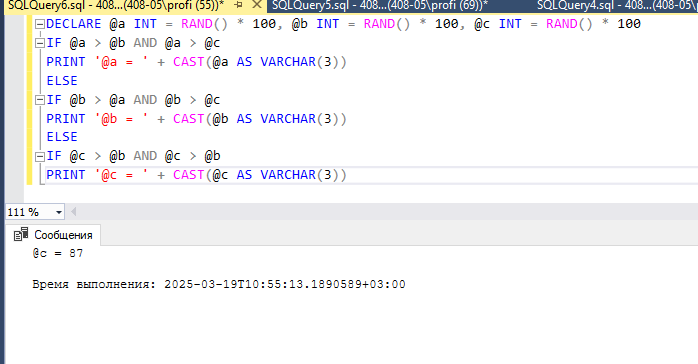 SQLQuery6.sql - 408...(408-05\profi (55))* SQLQuery5.sql - 408...(408-05\profi (69))* SQLQuery4.sql - 408...(408-05\profi
DECLARE @a INT = RAND() * 100, @b INT = RAND() * 100, @c INT = RAND() * 100
IF @a > @b AND @a > @c
PRINT '@a = ' + CAST(@a AS VARCHAR(3))
ELSE
IF @b > @a AND @b > @c
PRINT '@b = ' + CAST(@b AS VARCHAR(3))
ELSE
IF @c > @b AND @c > @b
PRINT '@c = ' + CAST(@c AS VARCHAR(3))
111 %
Сообщения
@c = 87
Время выполнения: 2025-03-19T10:55:13.1890589+03:00